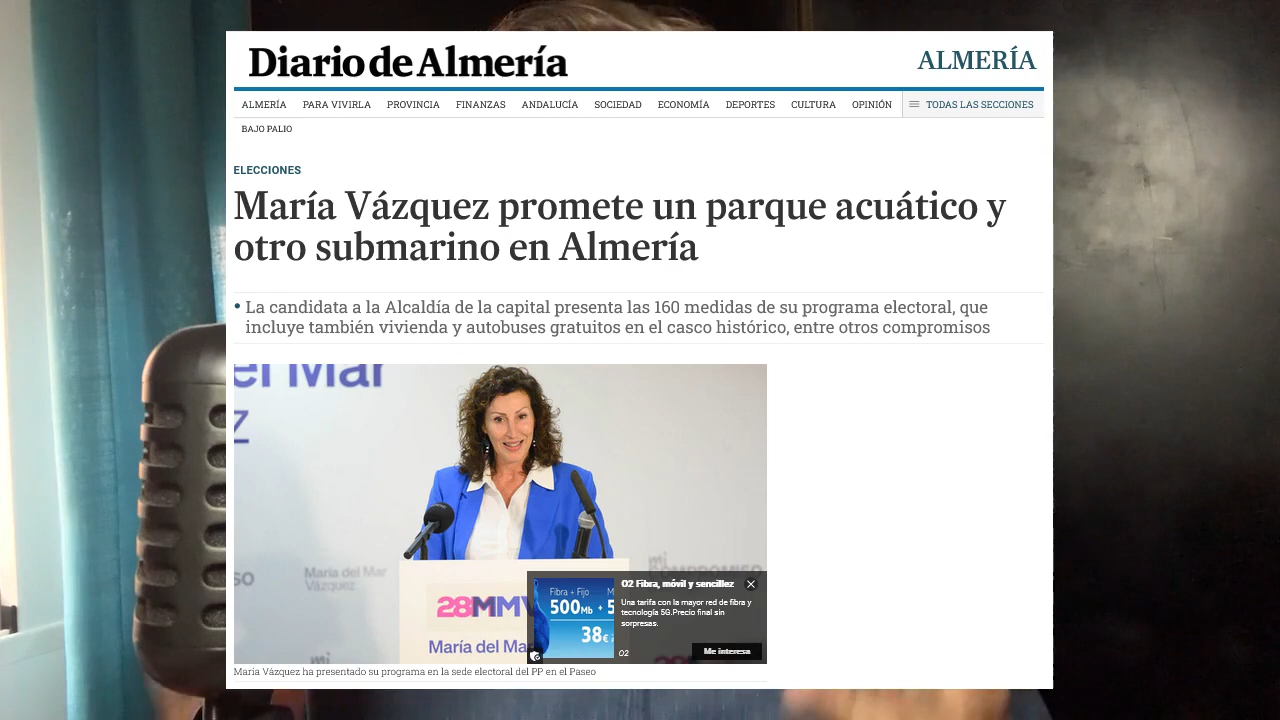 Diario de Almería
ALMERÍA
ALMERÍA PARA VIVIRLA PROVINCIA FINANZAS ANDALUCÍA SOCIEDAD ECONOMÍA DEPORTES CULTURA OPINIÓN TODAS LAS SECCIONES
BAJO PALIO
ELECCIONES
María Vázquez promete un parque acuático y
otro submarino en Almería
• La candidata a la Alcaldía de la capital presenta las 160 medidas de su programa electoral, que
incluye también vivienda y autobuses gratuitos en el casco histórico, entre otros compromisos
el Mar
Z
María del Mar
Vázquez
mi
COMPROMISO
28MMV
María del Mar
mi
O2 Fibra, móvil y sencillez
Fibra + Fijo
500Mb + 5
38€
Una tarifa con la mayor red de fibra y
tecnología 5G.Precio final sin
sorpresas.
O2
Me interesa
María Vázquez ha presentado su programa en la sede electoral del PP en el Paseo